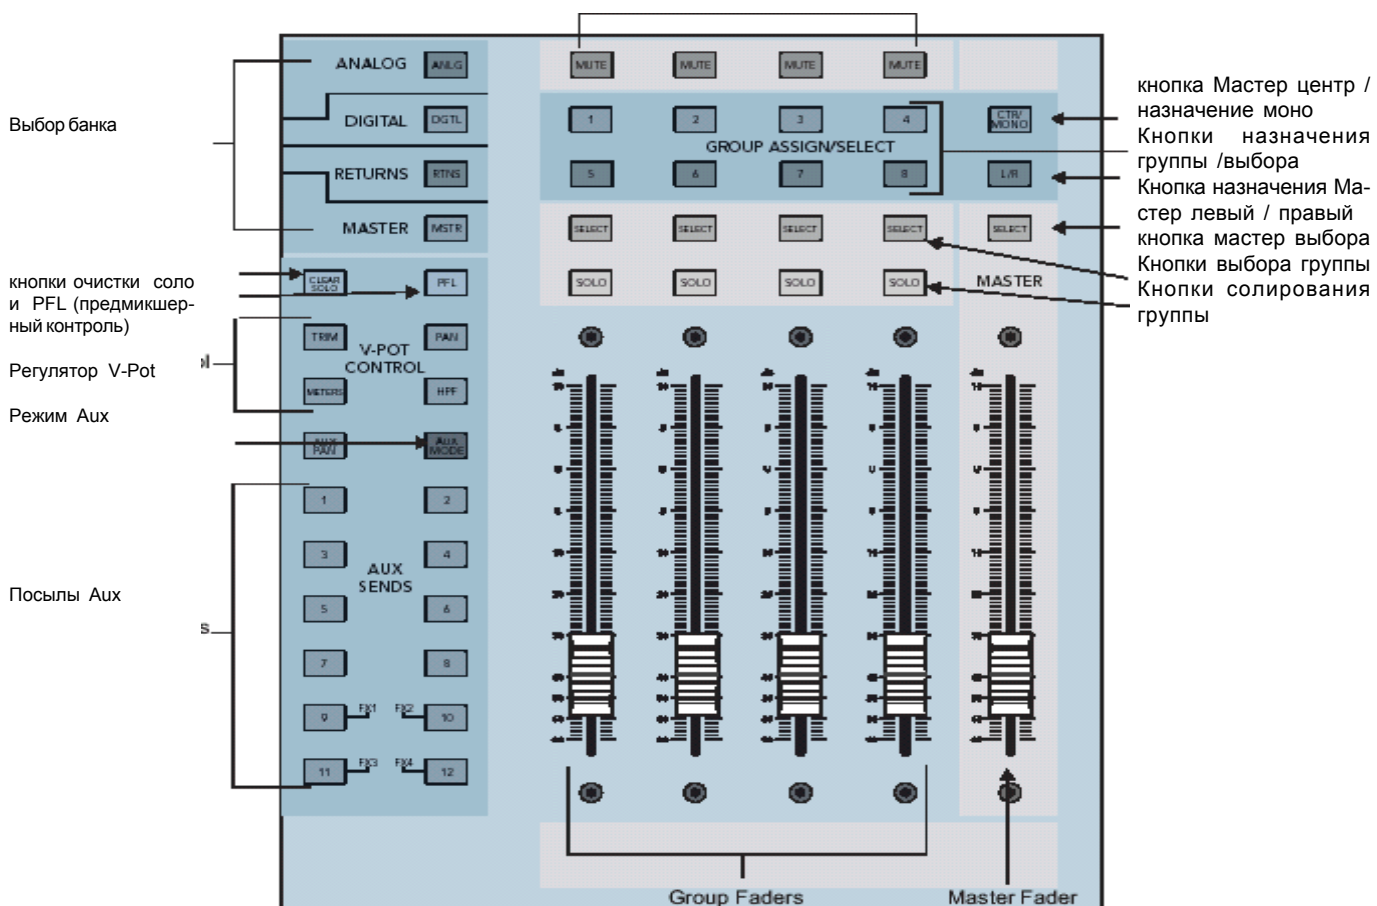 Выбор банка
кнопки очистки соло
и PFL (предмикшер-
ный контроль)
Регулятор V-Pot
Режим Aux
Посылы Aux
ANALOG ANLG
DIGITAL DGTL
RETURNS RTNS
MASTER MSTR
CLEAR SOLO PFL
TRIM PAN
V-POT
CONTROL
METERS HPF
AUX PAN AUX MODE
1 2
3 4
AUX
SENDS
5 6
7 8
9 FX1 FX2 10
11 FX3 FX4 12
MUTE MUTE MUTE MUTE
1 2 3 4 CTR/ MONO
GROUP ASSIGN/SELECT
5 6 7 8 L/R
SELECT SELECT SELECT SELECT SELECT
SOLO SOLO SOLO SOLO MASTER
Group Faders Master Fader
кнопка Мастер центр /
назначение моно
Кнопки назначения
группы /выбора
Кнопка назначения Ма-
стер левый / правый
кнопка мастер выбора
Кнопки выбора группы
Кнопки солирования
группы